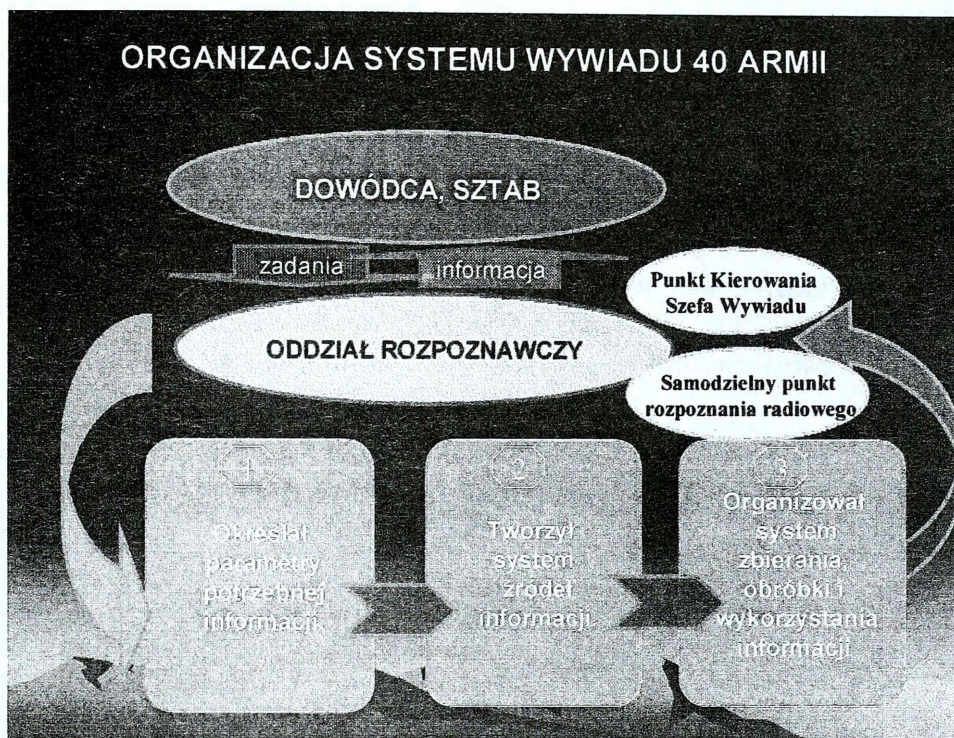 ORGANIZACJA SYSTEMU WYWIADU 40 ARMII
DOWÓDCA, SZTAB
zadania
informacja
Punkt Kierowania
Szefa Wywiadu
ODDZIAŁ ROZPOZNAWCZY
Samodzielny punkt
rozpoznania radiowego
1
Określał
parametry
potrzebnej
informacji
2
Tworzył
system
źródeł
informacji
3
Organizował
system
zbierania,
obróbki i
wykorzystania
informacji